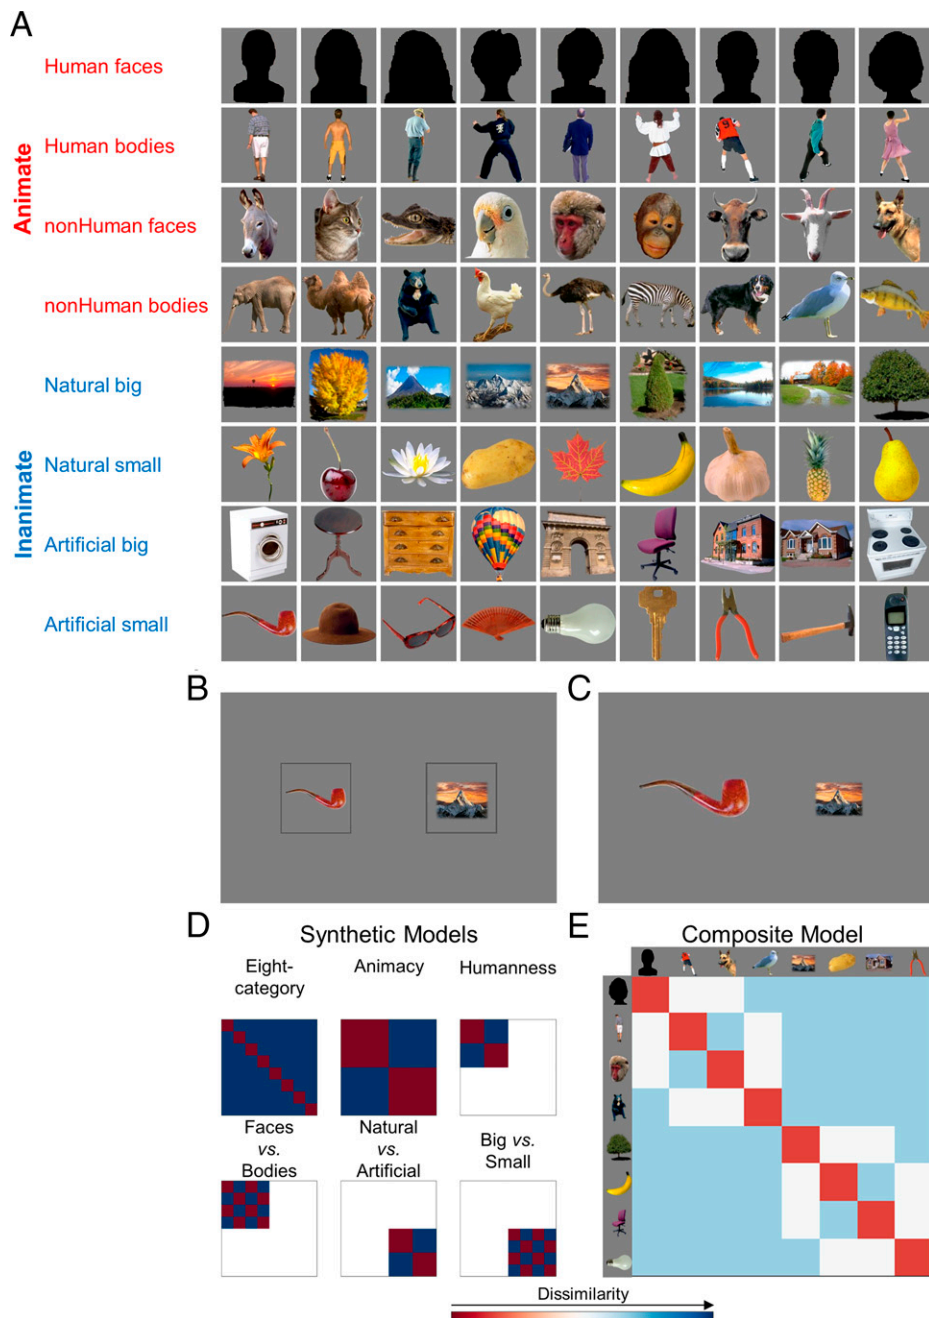 A
Animate
Human faces
Human bodies
nonHuman faces
nonHuman bodies
Inanimate
Natural big
Natural small
Artificial big
Artificial small
B
C
D
Synthetic Models
Eight-
category
Animacy
Humanness
Faces
vs.
Bodies
Natural
vs.
Artificial
Big vs.
Small
E
Composite Model
Dissimilarity